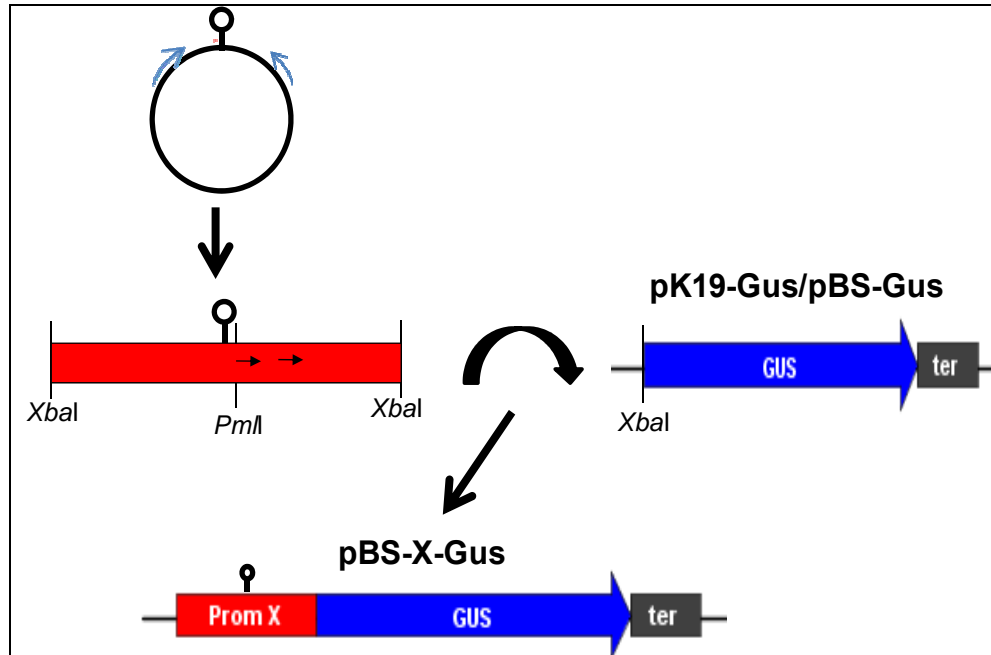 pK19-Gus/pBS-Gus
GUS
ter
XbaI
PmlI
XbaI
XbaI
pBS-X-Gus
Prom X
GUS
ter